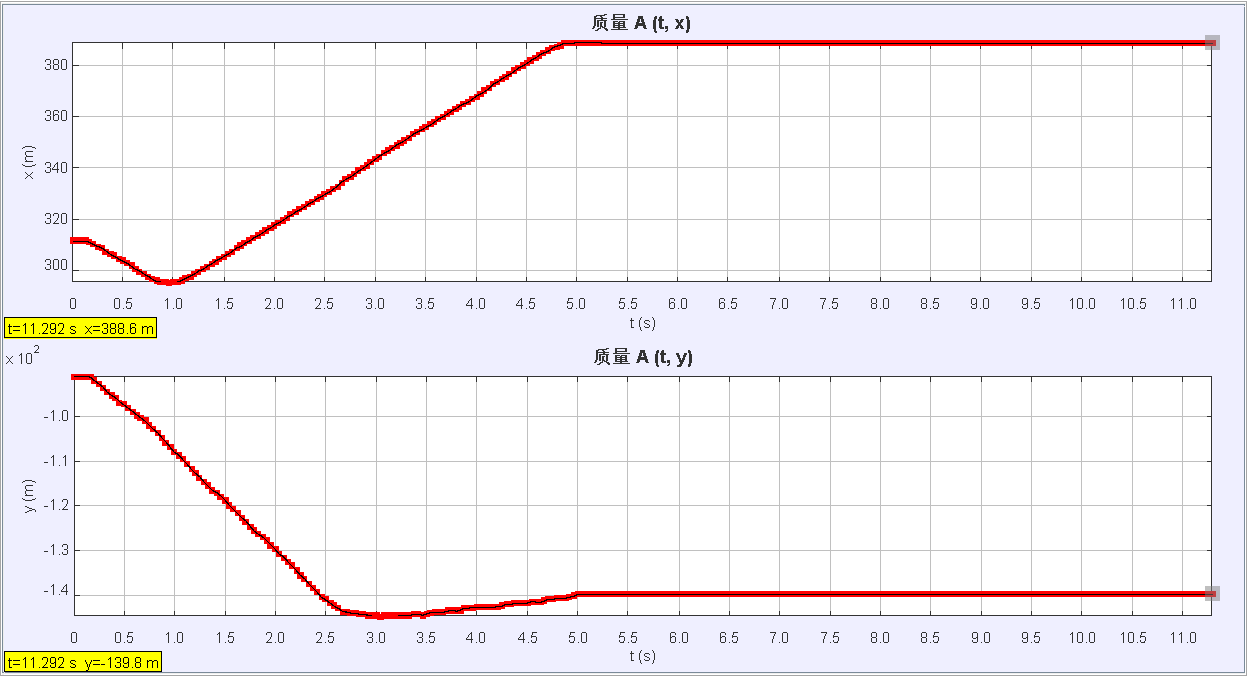 质量 A (t, x)
380
360
340
320
300
x (m)
0 0.5 1.0 1.5 2.0 2.5 3.0 3.5 4.0 4.5 5.0 5.5 6.0 6.5 7.0 7.5 8.0 8.5 9.0 9.5 10.0 10.5 11.0
t (s)
t=11.292 s x=388.6 m
质量 A (t, y)
x 10²
-1.0
-1.1
-1.2
-1.3
-1.4
y (m)
0 0.5 1.0 1.5 2.0 2.5 3.0 3.5 4.0 4.5 5.0 5.5 6.0 6.5 7.0 7.5 8.0 8.5 9.0 9.5 10.0 10.5 11.0
t (s)
t=11.292 s y=-139.8 m